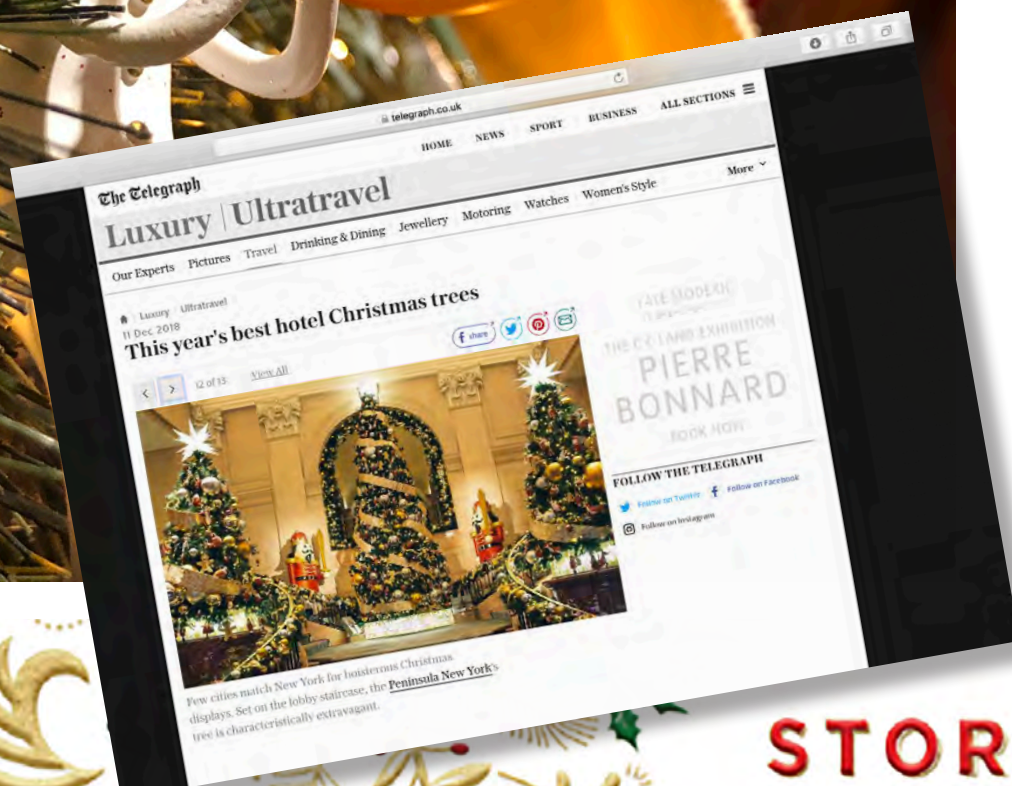 telegraph.co.uk
HOME NEWS SPORT BUSINESS ALL SECTIONS
The Telegraph
Luxury | Ultratravel
Our Experts Pictures Travel Drinking & Dining Jewellery Motoring Watches Women's Style More
Luxury Ultratravel
11 Dec 2018
This year's best hotel Christmas trees
share
12 of 13 View All
THE C C LAND EXHIBITION
PIERRE
BONNARD
BOOK NOW
FOLLOW THE TELEGRAPH
Follow on Twitter Follow on Facebook
Follow on Instagram
Few cities match New York for boisterous Christmas
displays. Set on the lobby staircase, the Peninsula New York's
tree is characteristically extravagant.
STOR